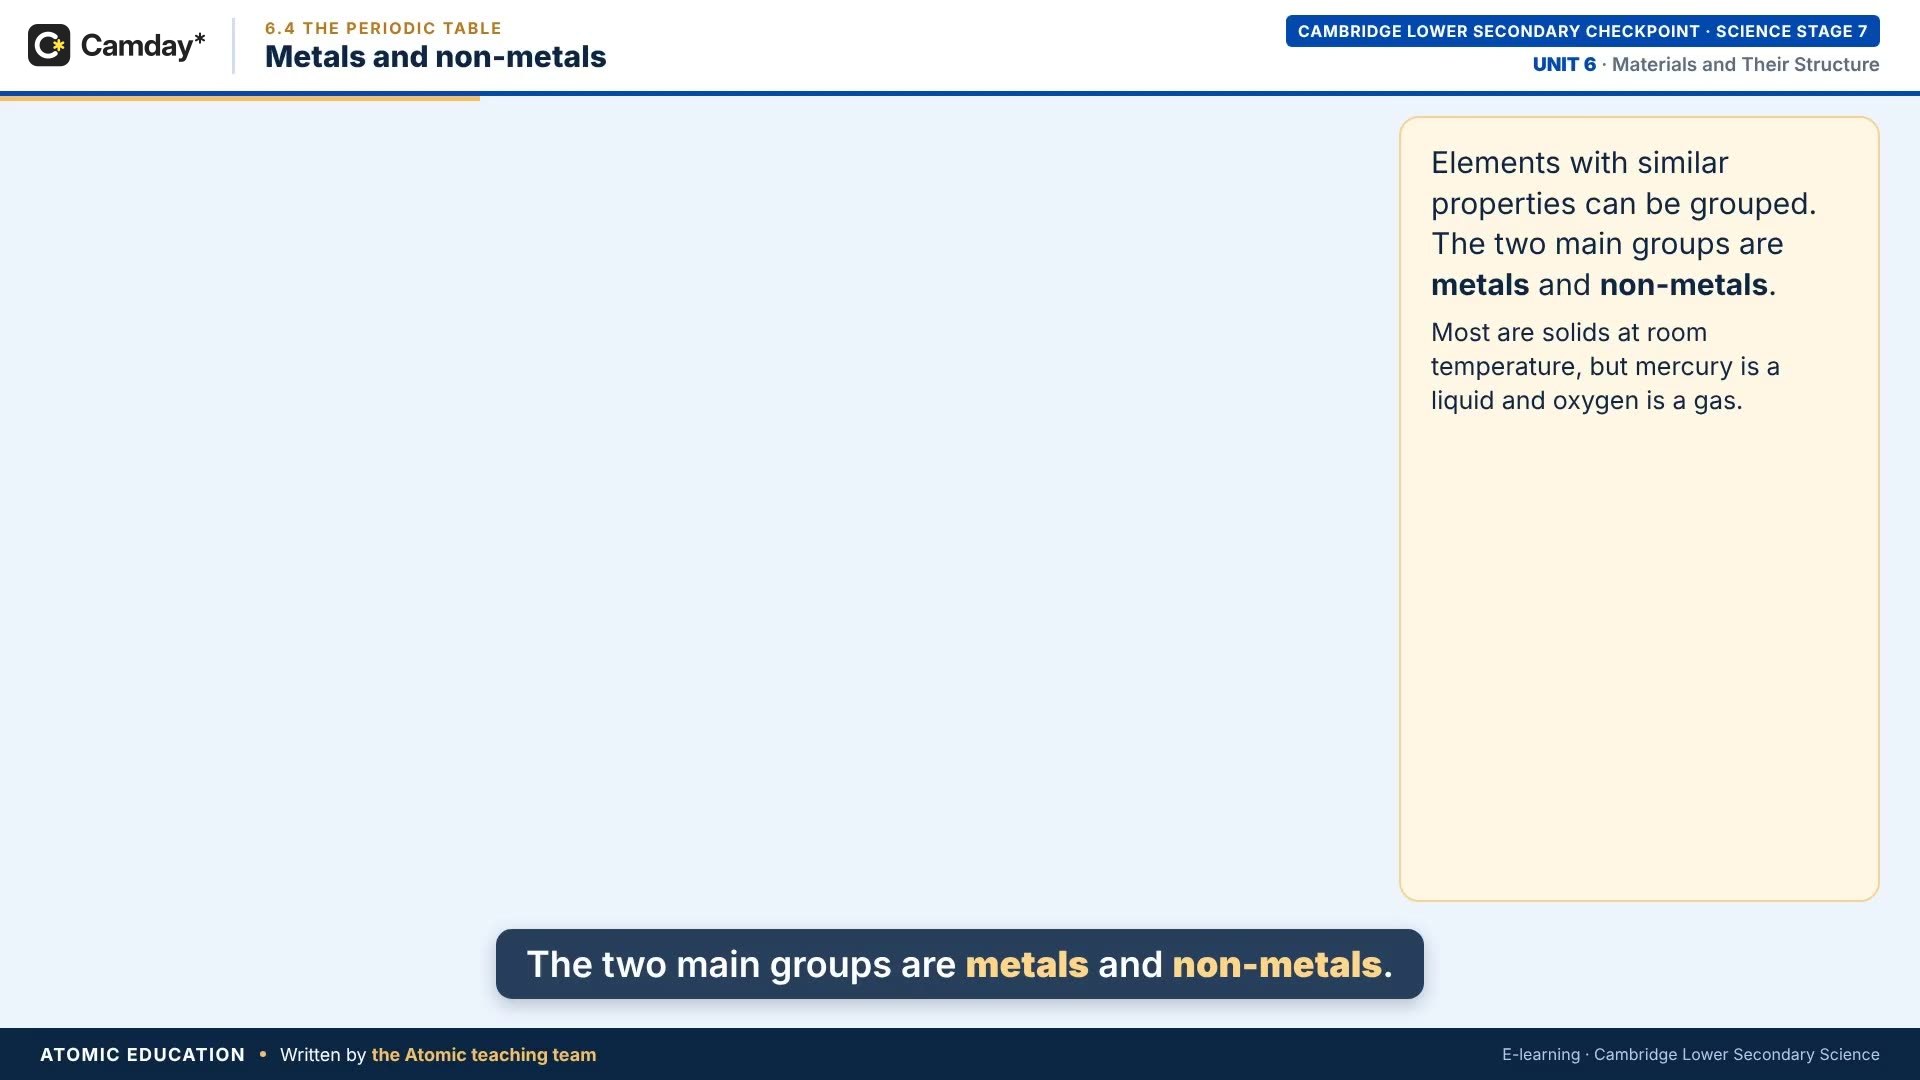 Camday*
6.4 THE PERIODIC TABLE
Metals and non-metals
CAMBRIDGE LOWER SECONDARY CHECKPOINT · SCIENCE STAGE 7
UNIT 6 · Materials and Their Structure
Elements with similar
properties can be grouped.
The two main groups are
metals and non-metals.
Most are solids at room
temperature, but mercury is a
liquid and oxygen is a gas.
The two main groups are metals and non-metals.
ATOMIC EDUCATION • Written by the Atomic teaching team
E-learning · Cambridge Lower Secondary Science